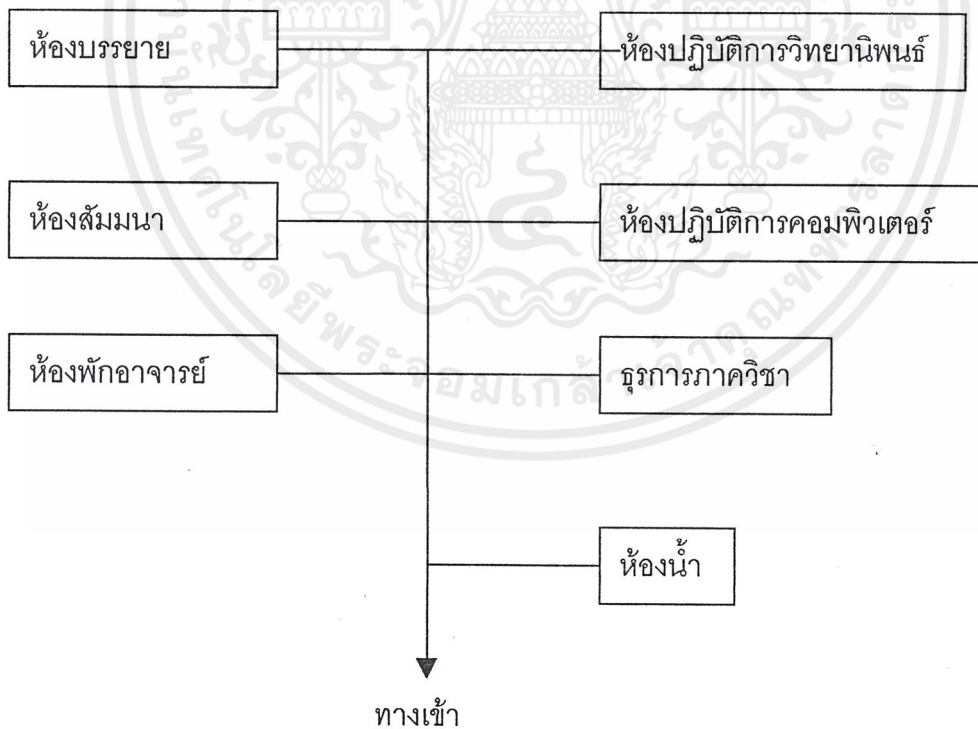 ห้องบรรยาย
ห้องปฏิบัติการวิทยานิพนธ์
ห้องสัมมนา
ห้องปฏิบัติการคอมพิวเตอร์
ห้องพักอาจารย์
ธุรการภาควิชา
ห้องน้ำ
ทางเข้า